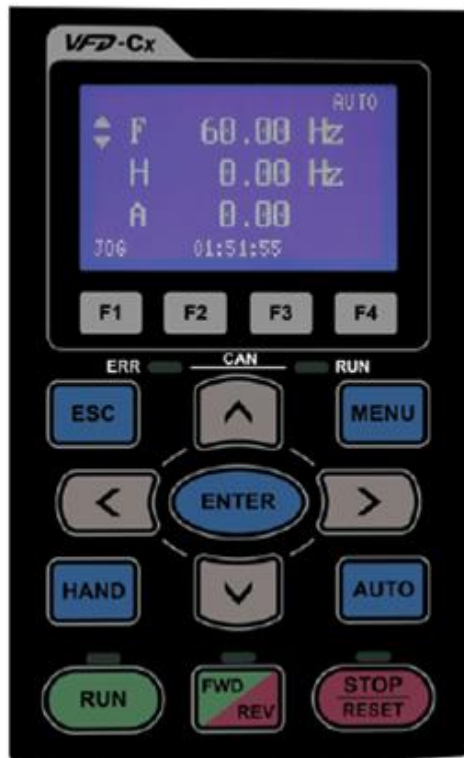 VFD-Cx
AUTO
F 60.00 Hz
H 0.00 Hz
A 0.00
JOG 01:51:55
F1 F2 F3 F4
ERR CAN RUN
ESC MENU
ENTER
HAND AUTO
RUN FWD REV STOP RESET